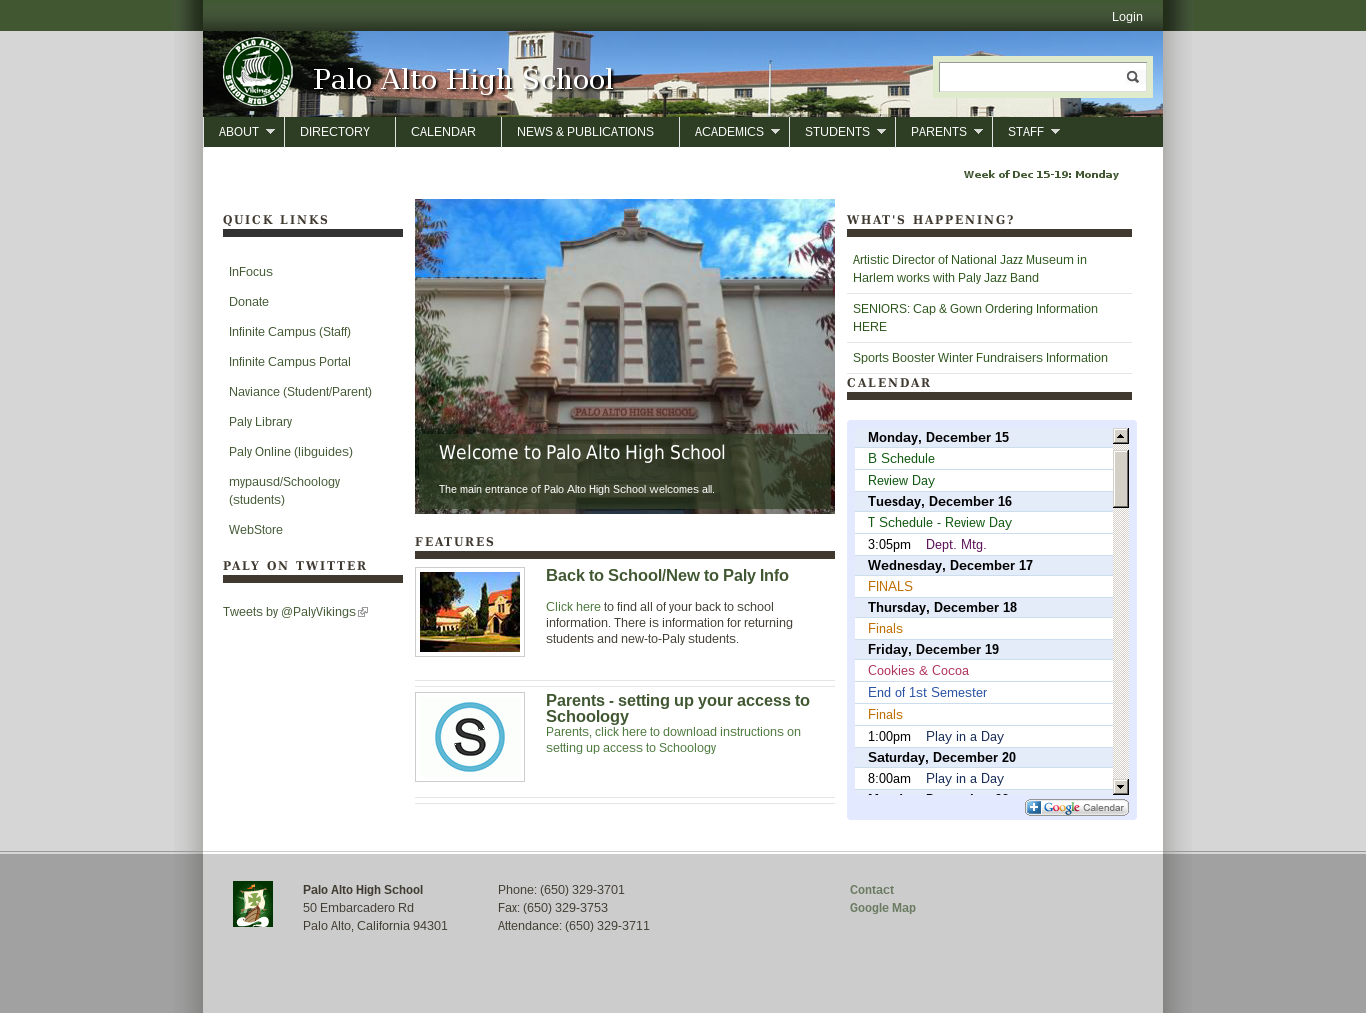 Login
PALO ALTO
Vikings
SENIOR HIGH SCHOOL
Palo Alto High School
ABOUT
DIRECTORY
CALENDAR
NEWS & PUBLICATIONS
ACADEMICS
STUDENTS
PARENTS
STAFF
Week of Dec 15-19: Monday
QUICK LINKS
InFocus
Donate
Infinite Campus (Staff)
Infinite Campus Portal
Naviance (Student/Parent)
Paly Library
Paly Online (libguides)
mypausd/Schoology
(students)
WebStore
PALY ON TWITTER
Tweets by @PalyVikings
PALO ALTO HIGH SCHOOL
Welcome to Palo Alto High School
The main entrance of Palo Alto High School welcomes all.
FEATURES
Back to School/New to Paly Info
Click here to find all of your back to school
information. There is information for returning
students and new-to-Paly students.
S
Parents - setting up your access to
Schoology
Parents, click here to download instructions on
setting up access to Schoology
WHAT'S HAPPENING?
Artistic Director of National Jazz Museum in
Harlem works with Paly Jazz Band
SENIORS: Cap & Gown Ordering Information
HERE
Sports Booster Winter Fundraisers Information
CALENDAR
Monday, December 15
B Schedule
Review Day
Tuesday, December 16
T Schedule - Review Day
3:05pm Dept. Mtg.
Wednesday, December 17
FINALS
Thursday, December 18
Finals
Friday, December 19
Cookies & Cocoa
End of 1st Semester
Finals
1:00pm Play in a Day
Saturday, December 20
8:00am Play in a Day
Google Calendar
Palo Alto High School
50 Embarcadero Rd
Palo Alto, California 94301
Phone: (650) 329-3701
Fax: (650) 329-3753
Attendance: (650) 329-3711
Contact
Google Map